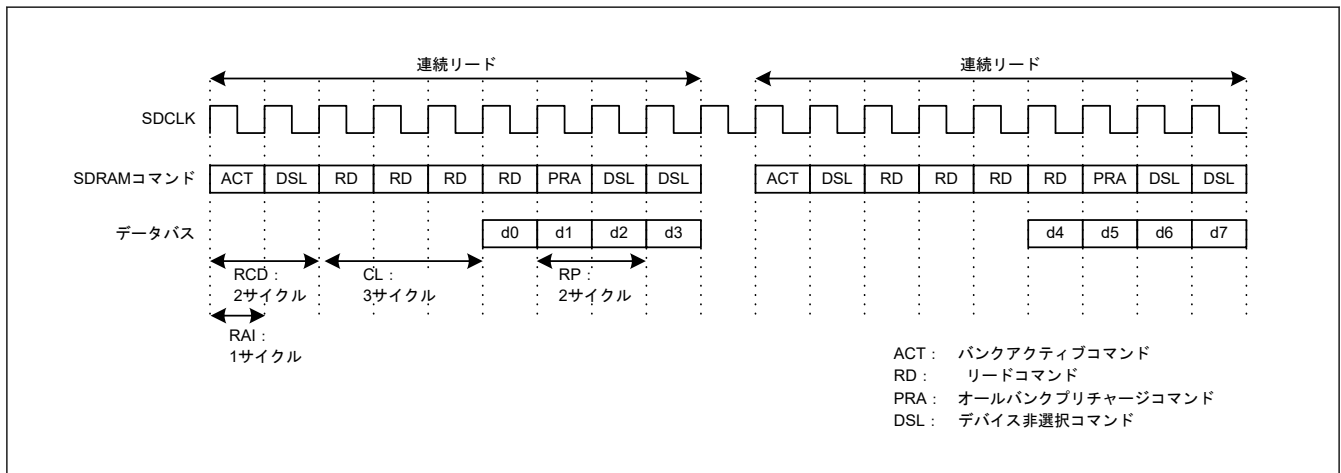 連続リード 連続リード
SDCLK
SDRAMコマンド ACT DSL RD RD RD RD PRA DSL DSL ACT DSL RD RD RD RD PRA DSL DSL
データバス d0 d1 d2 d3 d4 d5 d6 d7
RCD： CL： RP：
2サイクル 3サイクル 2サイクル
RAI：
1サイクル
ACT： バンクアクティブコマンド
RD： リードコマンド
PRA： オールバンクプリチャージコマンド
DSL： デバイス非選択コマンド